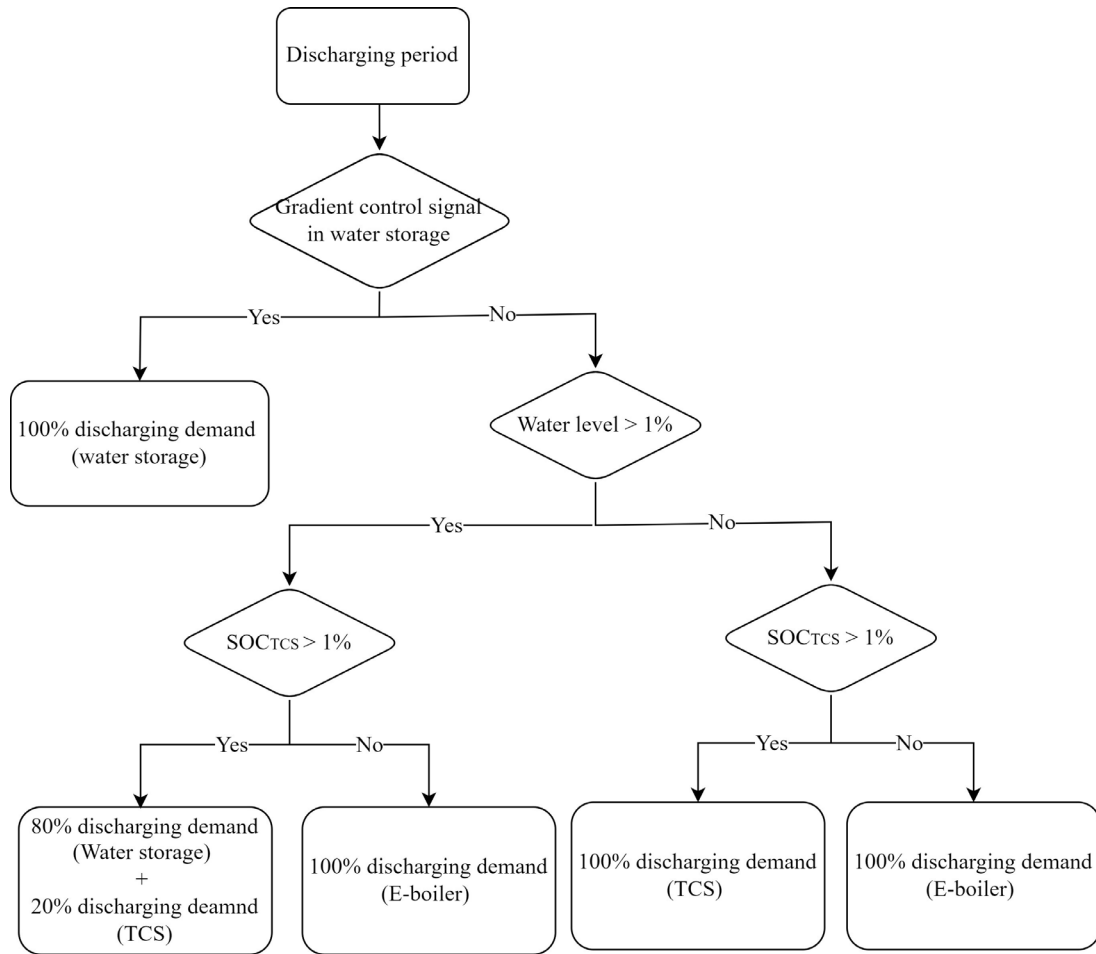 Discharging period
Gradient control signal
in water storage
Yes
No
100% discharging demand
(water storage)
Water level > 1%
Yes
No
SOCTCS > 1%
SOCTCS > 1%
Yes
No
Yes
No
80% discharging demand
(Water storage)
+
20% discharging deamnd
(TCS)
100% discharging demand
(E-boiler)
100% discharging demand
(TCS)
100% discharging demand
(E-boiler)